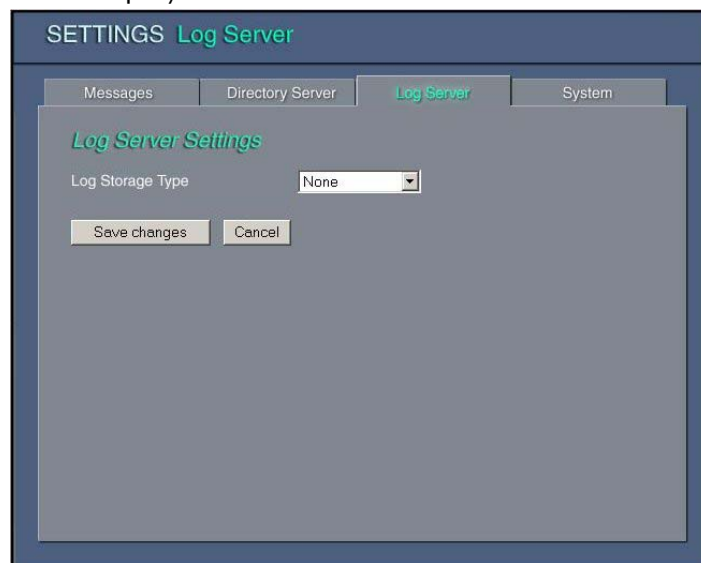 SETTINGS Log Server
Messages Directory Server Log Server System
Log Server Settings
Log Storage Type None
Save changes Cancel